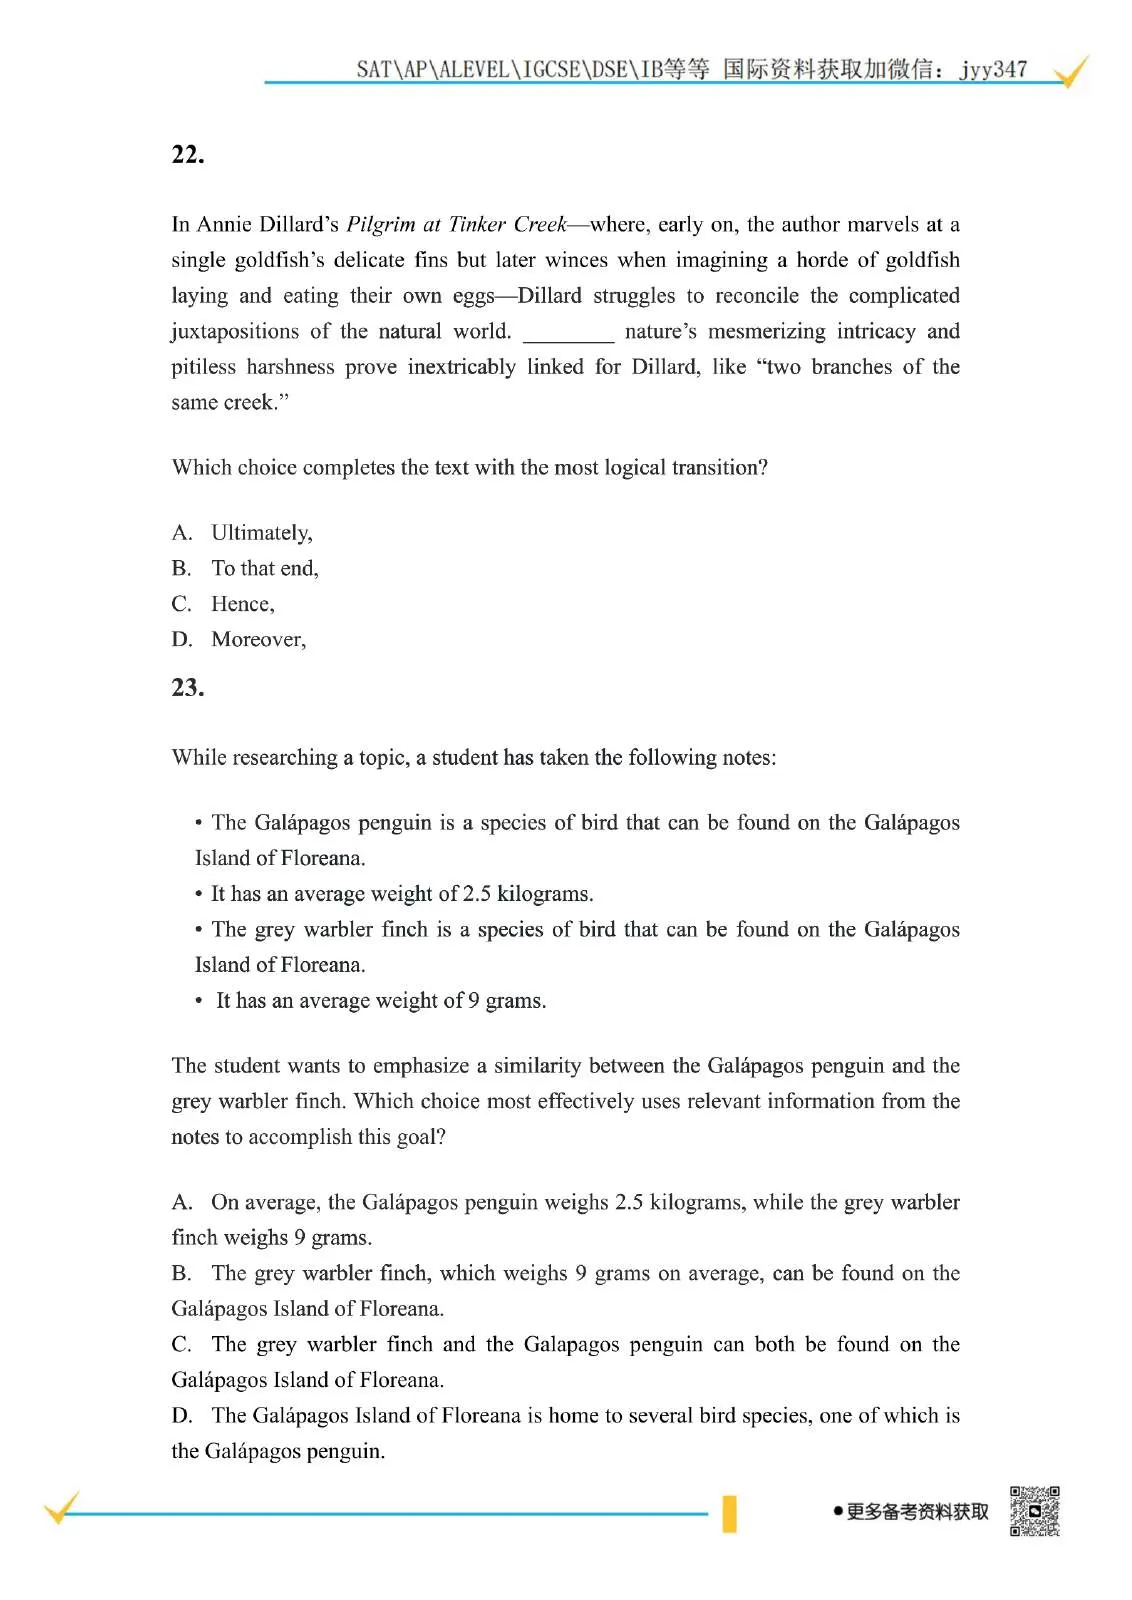 SAT\AP\ALEVEL\IGCSE\DSE\IB等等 国际资料获取加微信：jyy347
22.
In Annie Dillard’s Pilgrim at Tinker Creek—where, early on, the author marvels at a
single goldfish’s delicate fins but later winces when imagining a horde of goldfish
laying and eating their own eggs—Dillard struggles to reconcile the complicated
juxtapositions of the natural world. ________ nature’s mesmerizing intricacy and
pitiless harshness prove inextricably linked for Dillard, like “two branches of the
same creek.”
Which choice completes the text with the most logical transition?
A. Ultimately,
B. To that end,
C. Hence,
D. Moreover,
23.
While researching a topic, a student has taken the following notes:
• The Galápagos penguin is a species of bird that can be found on the Galápagos
Island of Floreana.
• It has an average weight of 2.5 kilograms.
• The grey warbler finch is a species of bird that can be found on the Galápagos
Island of Floreana.
• It has an average weight of 9 grams.
The student wants to emphasize a similarity between the Galápagos penguin and the
grey warbler finch. Which choice most effectively uses relevant information from the
notes to accomplish this goal?
A. On average, the Galápagos penguin weighs 2.5 kilograms, while the grey warbler
finch weighs 9 grams.
B. The grey warbler finch, which weighs 9 grams on average, can be found on the
Galápagos Island of Floreana.
C. The grey warbler finch and the Galapagos penguin can both be found on the
Galápagos Island of Floreana.
D. The Galápagos Island of Floreana is home to several bird species, one of which is
the Galápagos penguin.
●更多备考资料获取